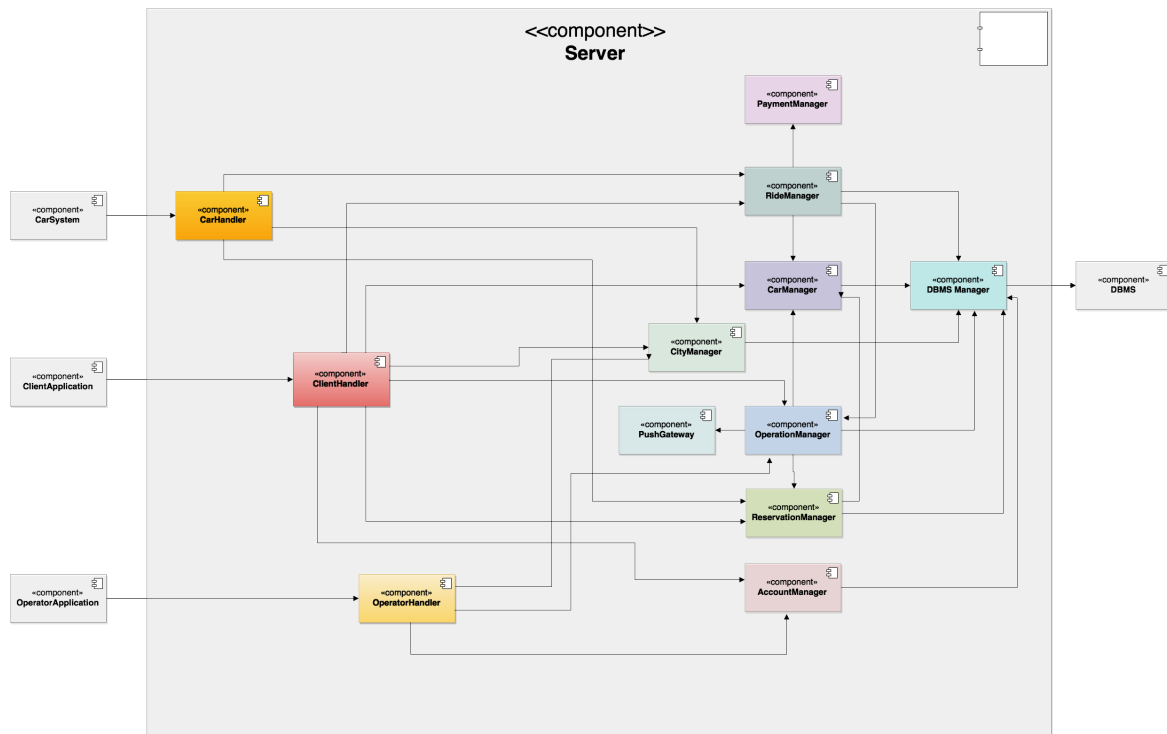 <<component>>
Server
«component»
PaymentManager
«component»
RideManager
«component»
CarSystem
«component»
CarHandler
«component»
CarManager
«component»
DBMS Manager
«component»
DBMS
«component»
CityManager
«component»
ClientApplication
«component»
ClientHandler
«component»
PushGateway
«component»
OperationManager
«component»
ReservationManager
«component»
OperatorApplication
«component»
OperatorHandler
«component»
AccountManager